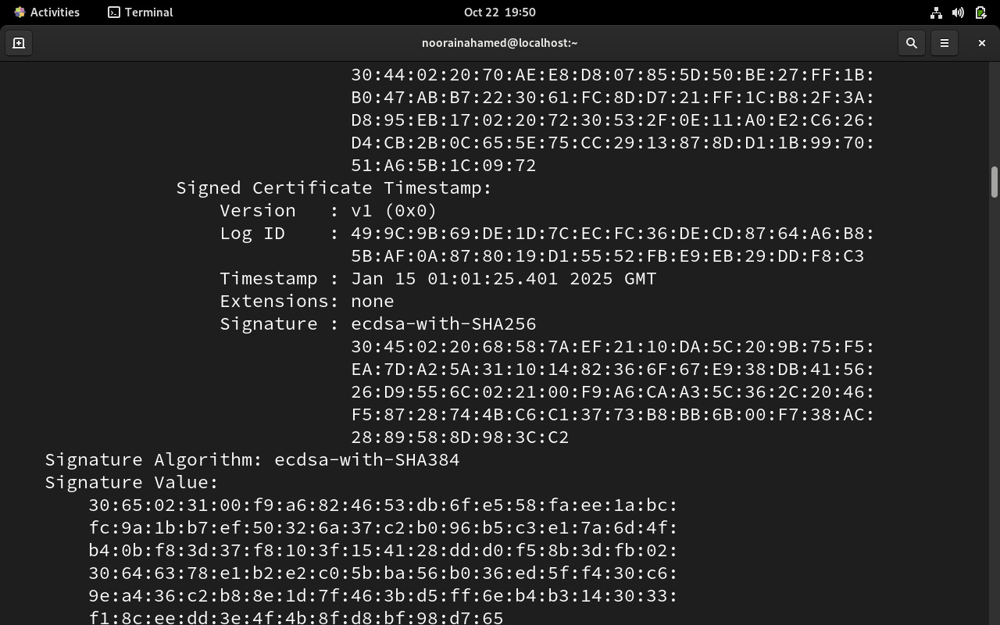 Activities
Terminal
Oct 22 19:50
noorainahamed@localhost:~
30:44:02:20:70:AE:E8:D8:07:85:5D:50:BE:27:FF:1B:
B0:47:AB:B7:22:30:61:FC:8D:D7:21:FF:1C:B8:2F:3A:
D8:95:EB:17:02:20:72:30:53:2F:0E:11:A0:E2:C6:26:
D4:CB:2B:0C:65:5E:75:CC:29:13:87:8D:D1:1B:99:70:
51:A6:5B:1C:09:72
Signed Certificate Timestamp:
Version   : v1 (0x0)
Log ID    : 49:9C:9B:69:DE:1D:7C:EC:FC:36:DE:CD:87:64:A6:B8:
5B:AF:0A:87:80:19:D1:55:52:FB:E9:EB:29:DD:F8:C3
Timestamp : Jan 15 01:01:25.401 2025 GMT
Extensions: none
Signature : ecdsa-with-SHA256
30:45:02:20:68:58:7A:EF:21:10:DA:5C:20:9B:75:F5:
EA:7D:A2:5A:31:10:14:82:36:6F:67:E9:38:DB:41:56:
26:D9:55:6C:02:21:00:F9:A6:CA:A3:5C:36:2C:20:46:
F5:87:28:74:4B:C6:C1:37:73:B8:BB:6B:00:F7:38:AC:
28:89:58:8D:98:3C:C2
Signature Algorithm: ecdsa-with-SHA384
Signature Value:
30:65:02:31:00:f9:a6:82:46:53:db:6f:e5:58:fa:ee:1a:bc:
fc:9a:1b:b7:ef:50:32:6a:37:c2:b0:96:b5:c3:e1:7a:6d:4f:
b4:0b:f8:3d:37:f8:10:3f:15:41:28:dd:d0:f5:8b:3d:fb:02:
30:64:63:78:e1:b2:e2:c0:5b:ba:56:b0:36:ed:5f:f4:30:c6:
9e:a4:36:c2:b8:8e:1d:7f:46:3b:d5:ff:6e:b4:b3:14:30:33:
f1:8c:ee:dd:3e:4f:4b:8f:d8:bf:98:d7:65